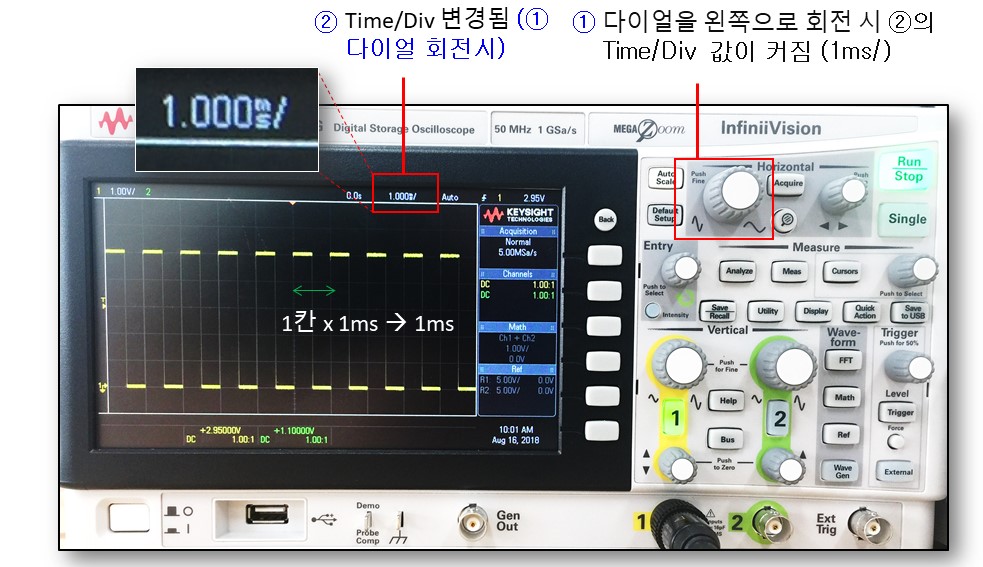 ② Time/Div 변경됨 (①
다이얼 회전시)
① 다이얼을 왼쪽으로 회전 시 ②의
Time/Div 값이 커짐 (1ms/)
1.000ms/
Digital Storage Oscilloscope
50 MHz 1 GSa/s
MEGA Zoom
InfiniiVision
1 1.00V/ 2
0.0s
1.000ms/
Auto
1
2.95V
KEYSIGHT
TECHNOLOGIES
Acquisition
Normal
5.00MSa/s
Channels
DC 1.00:1
DC 1.00:1
Math
Ch1 + Ch2
1.00V/
0.0V
Ref
R1 5.00V/ 0.0V
R2 5.00V/ 0.0V
1칸 x 1ms → 1ms
+2.95000V
DC 1.00:1
+1.10000V
DC 1.00:1
10:01 AM
Aug 16, 2018
Back
Auto
Scale
Push
Fine
Horizontal
Acquire
Push
Run
Stop
Default
Setup
Single
Entry
Push to
Select
Intensity
Measure
Analyze
Meas
Cursors
Push to Select
Save
Recall
Utility
Display
Quick
Action
Save
to USB
Vertical
Push
for Fine
Help
1
2
Bus
Push
to Zero
Wave-
form
FFT
Math
Ref
Wave
Gen
Trigger
Push for 50%
Level
Trigger
Force
External
Demo
Probe
Comp
Gen
Out
1
2
Ext
Trig